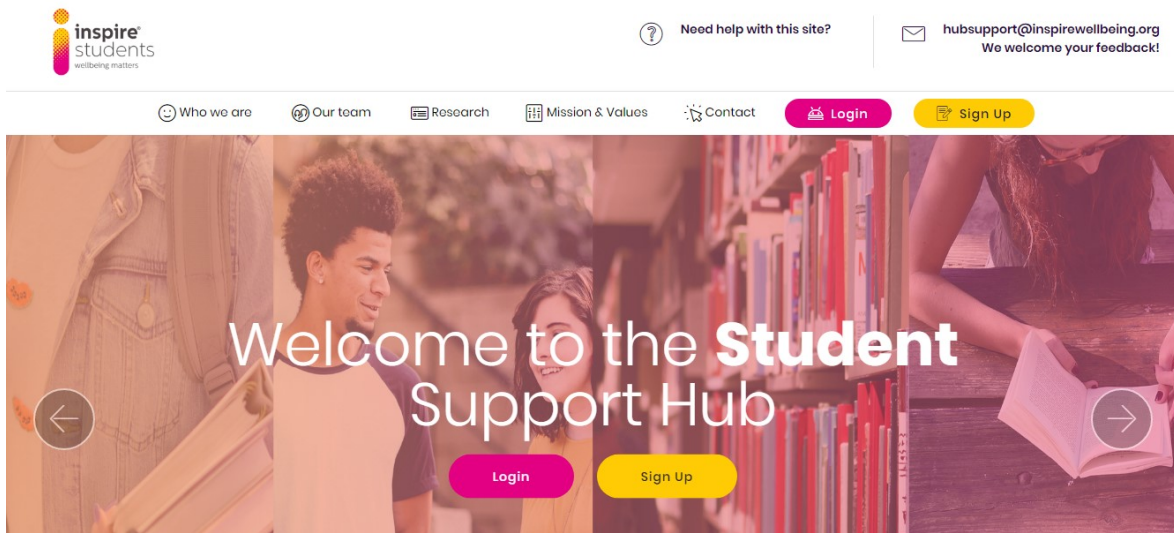 inspire
students
wellbeing matters
Need help with this site?
hubsupport@inspirewellbeing.org
We welcome your feedback!
Who we are
Our team
Research
Mission & Values
Contact
Login
Sign Up
Welcome to the Student
Support Hub
Login
Sign Up